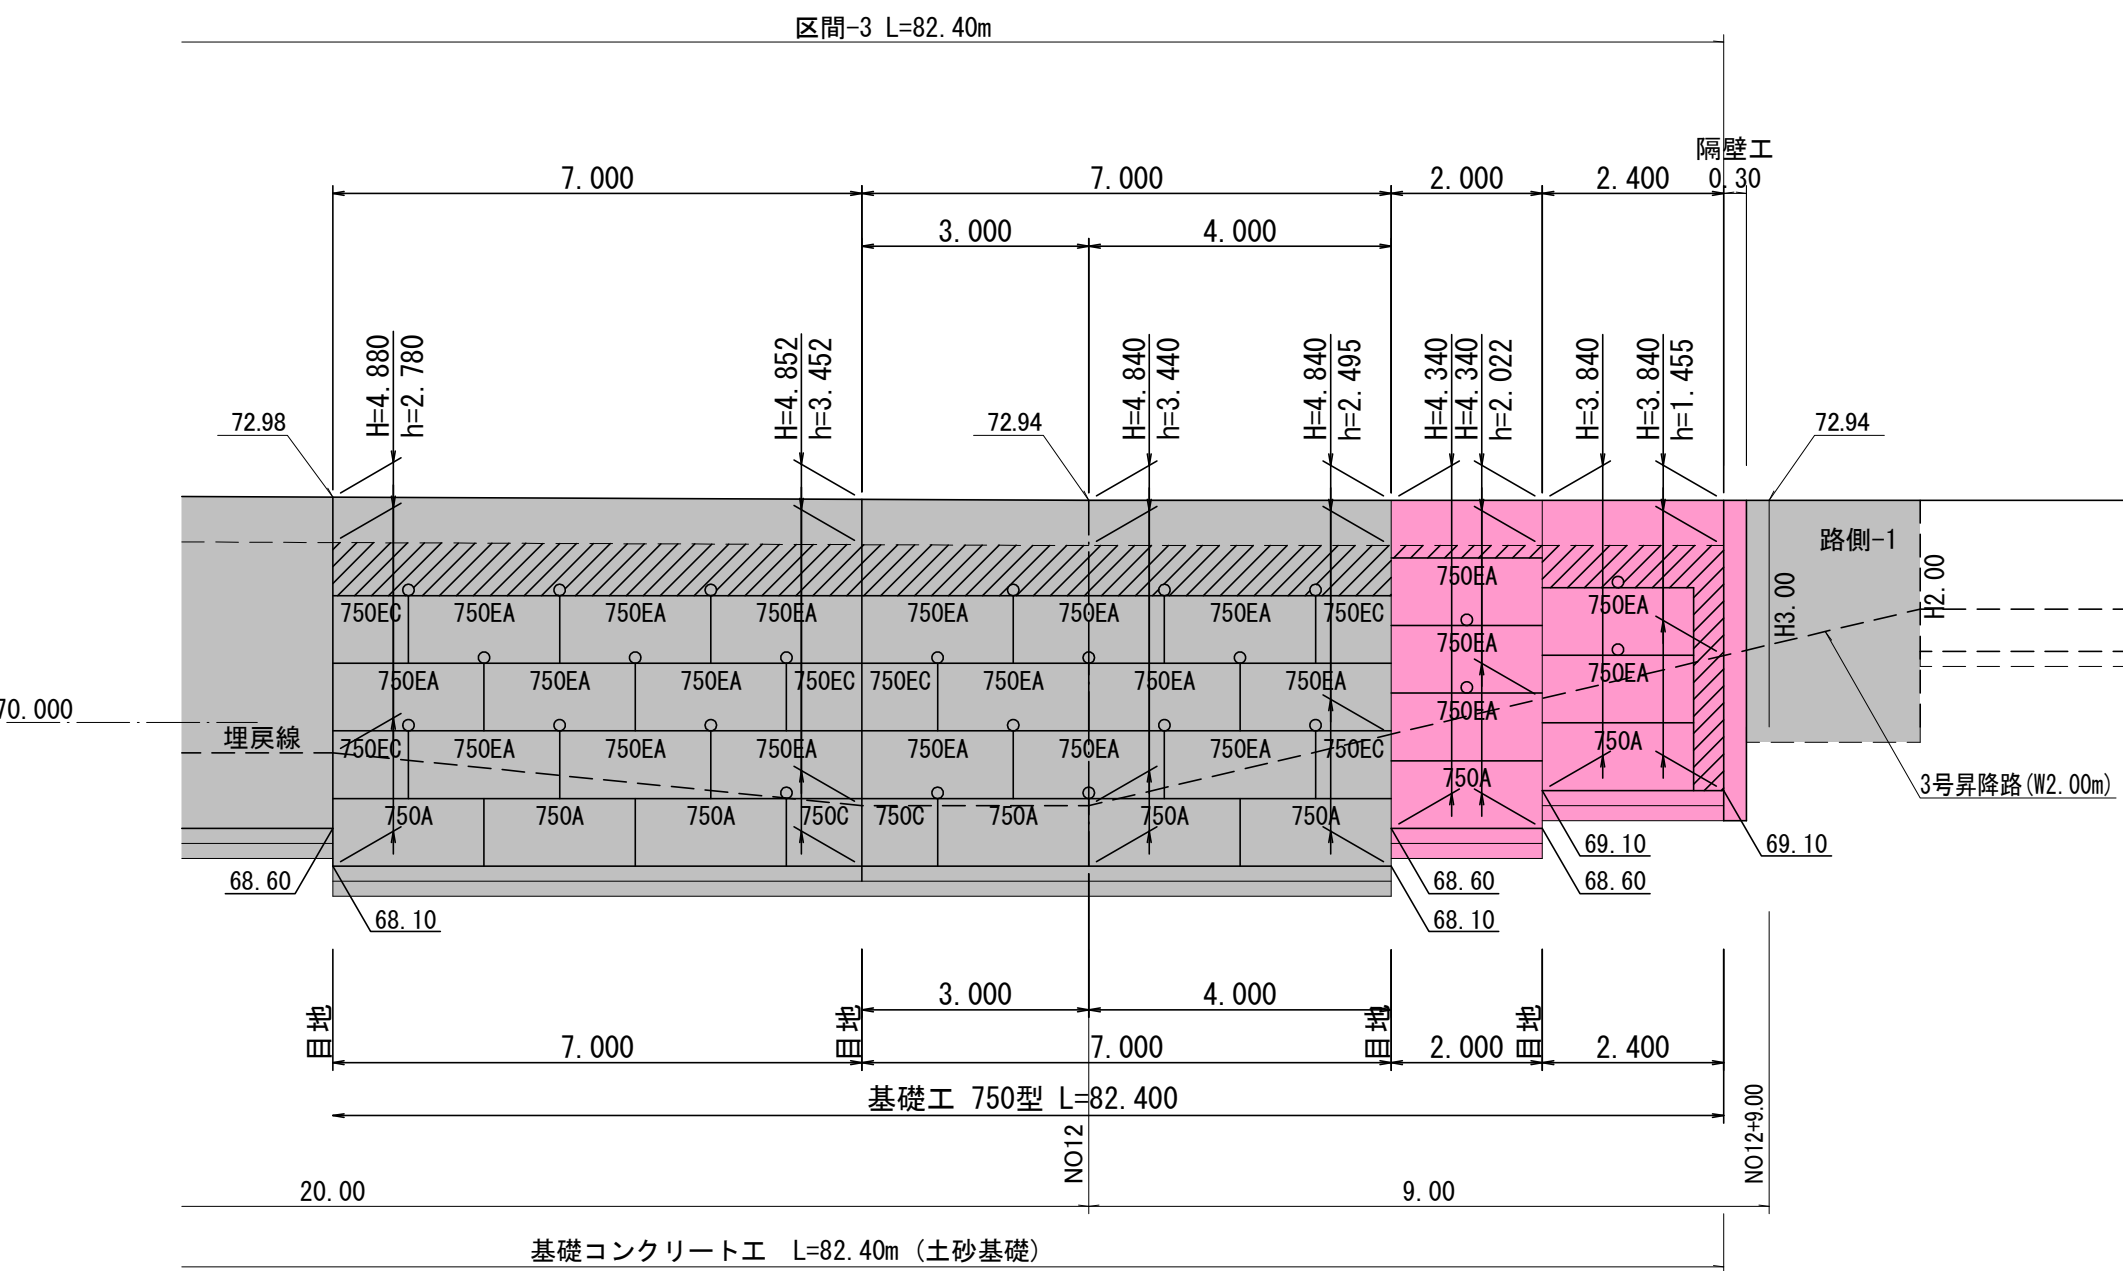 区間-3 L=82.40m
隔壁工
7.000 7.000 2.000 2.400 0.30
3.000 4.000
H=4.880
h=2.780
H=4.852
h=3.452
H=4.840
h=3.440
H=4.840
h=2.495
H=4.340
H=4.340
h=2.022
H=3.840
H=3.840
h=1.455
72.98 72.94 72.94
路側-1
H3.00
H2.00
750EC 750EA 750EA 750EA 750EA 750EA 750EA 750EC
750EA 750EA 750EA 750EC 750EC 750EA 750EA 750EA
750EC 750EA 750EA 750EA 750EA 750EA 750EA 750EC
750A 750A 750A 750C 750C 750A 750A 750A
750EA
750EA
750EA
750A
750EA
750EA
750A
70.000
埋戻線
3号昇降路(W2.00m)
68.60 68.10 68.60 68.10 69.10 68.60 69.10
3.000 4.000
目地 目地 目地 目地
7.000 7.000 2.000 2.400
基礎工 750型 L=82.400
NO12
NO12+9.00
20.00 9.00
基礎コンクリート工 L=82.40m (土砂基礎)